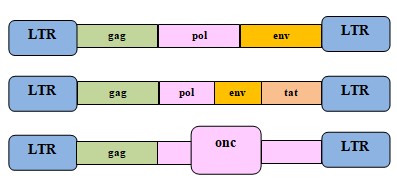 LTR gag pol env LTR
LTR gag pol env tat LTR
LTR gag onc LTR